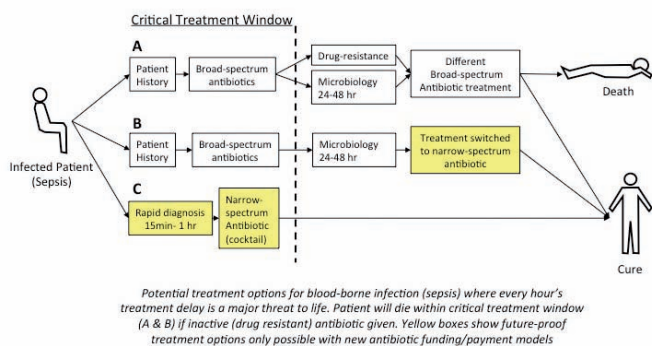 Critical Treatment Window
A
Patient
History
Broad-spectrum
antibiotics
Drug-resistance
Microbiology
24-48 hr
Different
Broad-spectrum
Antibiotic treatment
Death
B
Patient
History
Broad-spectrum
antibiotics
Microbiology
24-48 hr
Treatment switched
to narrow-spectrum
antibiotic
Infected Patient
(Sepsis)
C
Rapid diagnosis
15min- 1 hr
Narrow-
spectrum
Antibiotic
(cocktail)
Cure
Potential treatment options for blood-borne infection (sepsis) where every hour's
treatment delay is a major threat to life. Patient will die within critical treatment window
(A & B) if inactive (drug resistant) antibiotic given. Yellow boxes show future-proof
treatment options only possible with new antibiotic funding/payment models